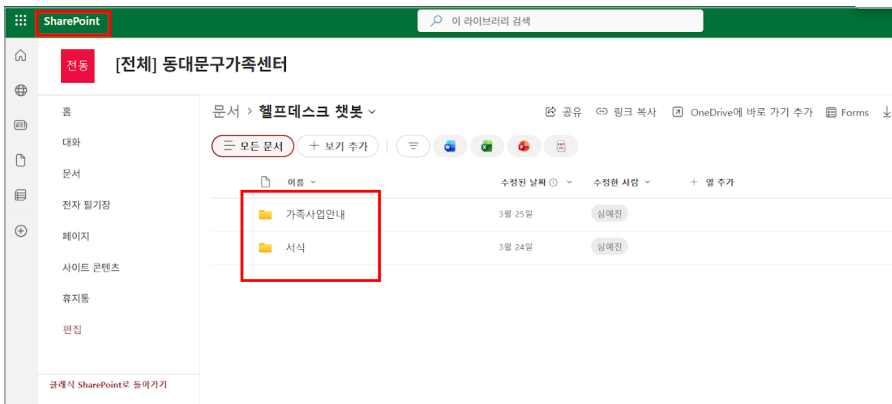 SharePoint
이 라이브러리 검색
전동
[전체] 동대문구가족센터
홈
대화
문서
전자 필기장
페이지
사이트 콘텐츠
휴지통
편집
클래식 SharePoint로 돌아가기
문서 > 헬프데스크 챗봇
공유 링크 복사 OneDrive에 바로 가기 추가 Forms
모든 문서 + 보기 추가
이름 수정된 날짜 수정한 사람 + 열 추가
가족사업안내 3월 25일 심예진
서식 3월 24일 심예진